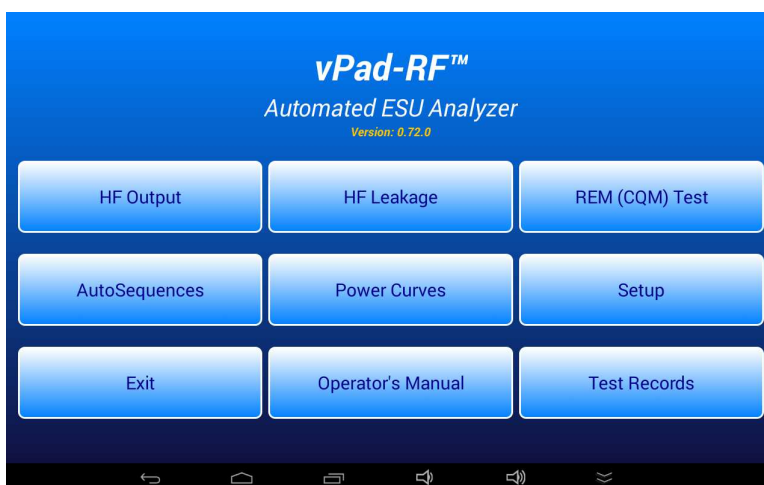 vPad-RF™
Automated ESU Analyzer
Version: 0.72.0
HF Output
HF Leakage
REM (CQM) Test
AutoSequences
Power Curves
Setup
Exit
Operator's Manual
Test Records